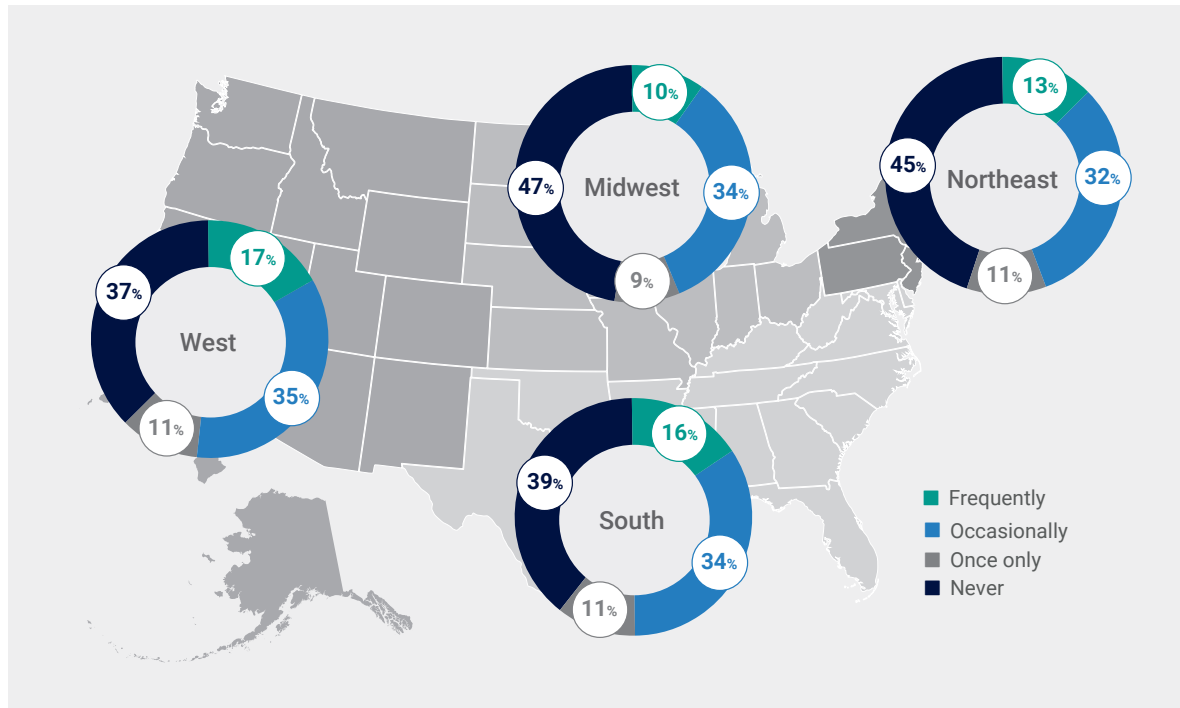 10%
47%
Midwest
34%
9%
13%
45%
Northeast
32%
11%
17%
37%
West
35%
11%
16%
39%
South
34%
11%
Frequently
Occasionally
Once only
Never